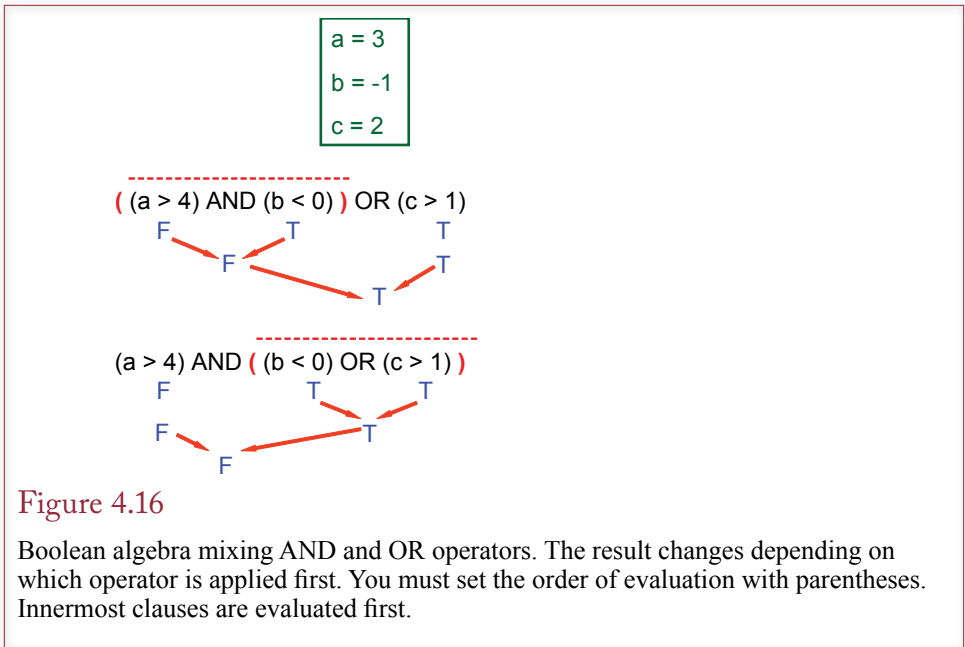 a = 3
b = -1
c = 2
( (a > 4) AND (b < 0) ) OR (c > 1)
F T T
F T
T
(a > 4) AND ( (b < 0) OR (c > 1) )
F T T
F T
F
Figure 4.16
Boolean algebra mixing AND and OR operators. The result changes depending on
which operator is applied first. You must set the order of evaluation with parentheses.
Innermost clauses are evaluated first.